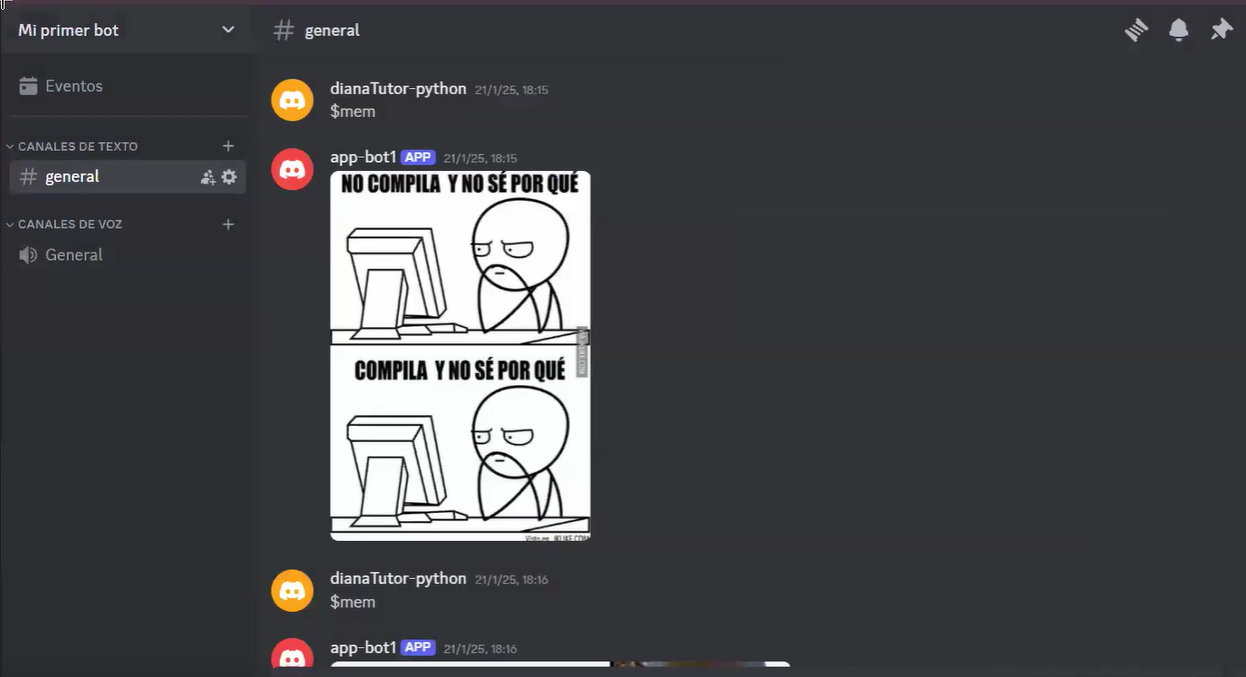 Mi primer bot
general
Eventos
CANALES DE TEXTO
general
CANALES DE VOZ
General
dianaTutor-python 21/1/25, 18:15
$mem
app-bot1 APP 21/1/25, 18:15
NO COMPILA Y NO SÉ POR QUÉ
COMPILA Y NO SÉ POR QUÉ
dianaTutor-python 21/1/25, 18:16
$mem
app-bot1 APP 21/1/25, 18:16